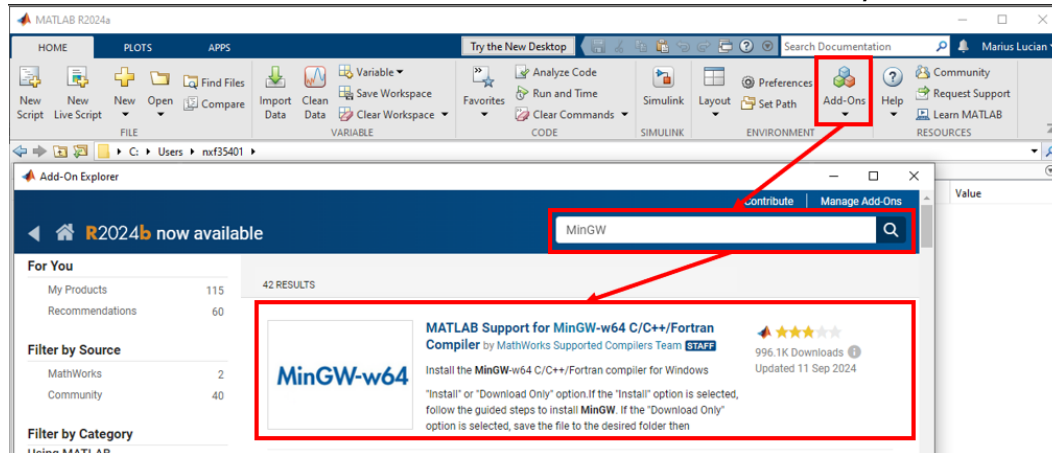 MATLAB R2024a
HOME PLOTS APPS Try the New Desktop Search Documentation Marius Lucian
New Script New Live Script New Open Find Files Compare Import Data Clean Data Variable Save Workspace Clear Workspace Favorites Analyze Code Run and Time Clear Commands Simulink Layout Preferences Set Path Add-Ons Help Community Request Support Learn MATLAB
FILE VARIABLE CODE SIMULINK ENVIRONMENT RESOURCES
C: Users nxf35401
Add-On Explorer
Value
Contribute Manage Add-Ons
R2024b now available MinGW
For You
My Products 115
Recommendations 60
Filter by Source
MathWorks 2
Community 40
Filter by Category
Using MATLAB
42 RESULTS
MinGW-w64
MATLAB Support for MinGW-w64 C/C++/Fortran
Compiler by MathWorks Supported Compilers Team STAFF
Install the MinGW-w64 C/C++/Fortran compiler for Windows
"Install" or "Download Only" option.If the "Install" option is selected,
follow the guided steps to install MinGW. If the "Download Only"
option is selected, save the file to the desired folder then
996.1K Downloads
Updated 11 Sep 2024